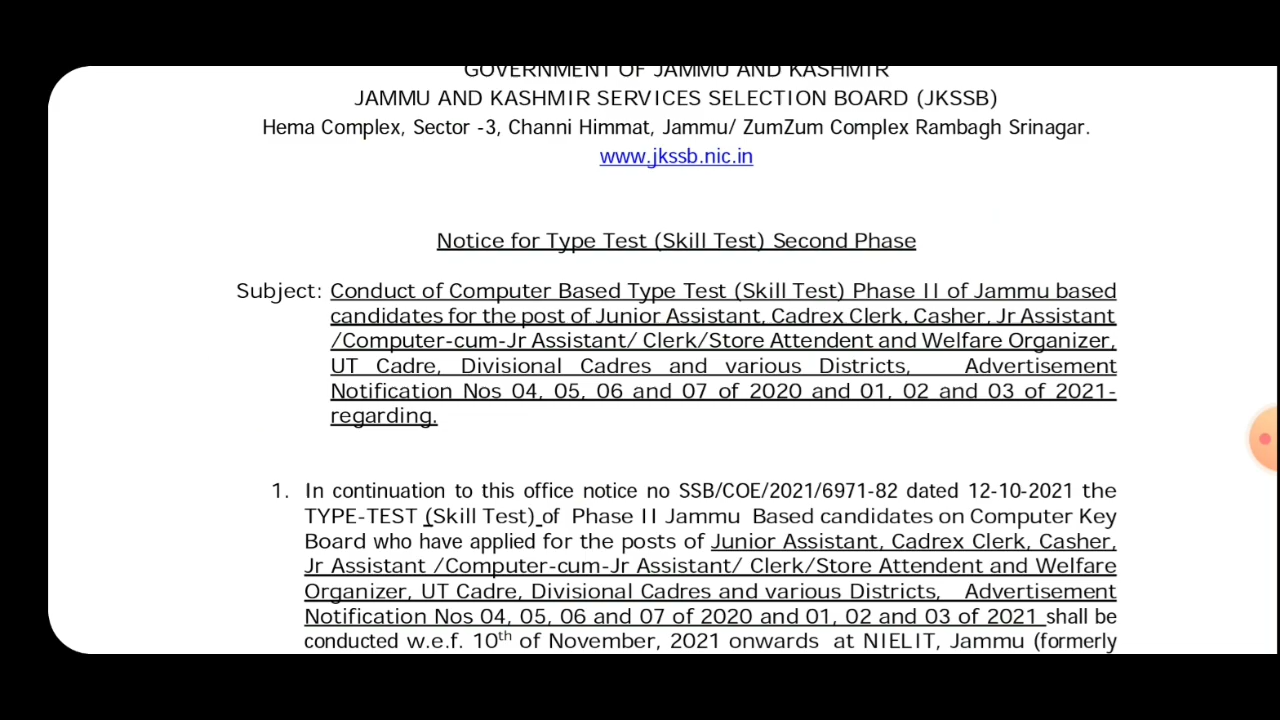 GOVERNMENT OF JAMMU AND KASHMIR
JAMMU AND KASHMIR SERVICES SELECTION BOARD (JKSSB)
Hema Complex, Sector -3, Channi Himmat, Jammu/ ZumZum Complex Rambagh Srinagar.
www.jkssb.nic.in
Notice for Type Test (Skill Test) Second Phase
Subject: Conduct of Computer Based Type Test (Skill Test) Phase II of Jammu based
candidates for the post of Junior Assistant, Cadrex Clerk, Casher, Jr Assistant
/Computer-cum-Jr Assistant/ Clerk/Store Attendent and Welfare Organizer,
UT Cadre, Divisional Cadres and various Districts, Advertisement
Notification Nos 04, 05, 06 and 07 of 2020 and 01, 02 and 03 of 2021-
regarding.
1. In continuation to this office notice no SSB/COE/2021/6971-82 dated 12-10-2021 the
TYPE-TEST (Skill Test) of Phase II Jammu Based candidates on Computer Key
Board who have applied for the posts of Junior Assistant, Cadrex Clerk, Casher,
Jr Assistant /Computer-cum-Jr Assistant/ Clerk/Store Attendent and Welfare
Organizer, UT Cadre, Divisional Cadres and various Districts, Advertisement
Notification Nos 04, 05, 06 and 07 of 2020 and 01, 02 and 03 of 2021 shall be
conducted w.e.f. 10th of November, 2021 onwards at NIELIT, Jammu (formerly